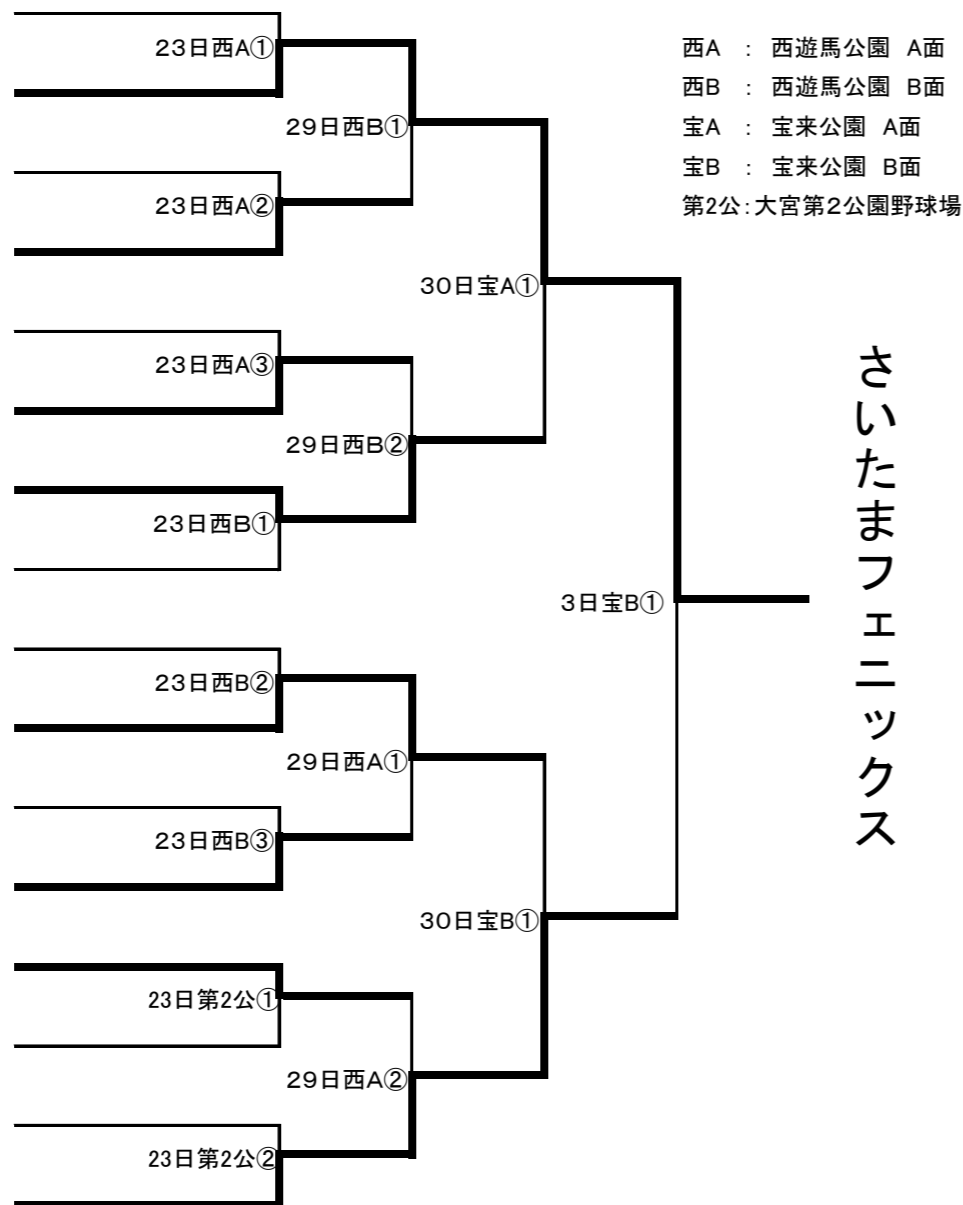 23日西A①
29日西B①
23日西A②
30日宝A①
23日西A③
29日西B②
23日西B①
3日宝B①
23日西B②
29日西A①
23日西B③
30日宝B①
23日第2公①
29日西A②
23日第2公②
西A ： 西遊馬公園 A面
西B ： 西遊馬公園 B面
宝A ： 宝来公園 A面
宝B ： 宝来公園 B面
第2公：大宮第２公園野球場
さいたまフェニックス